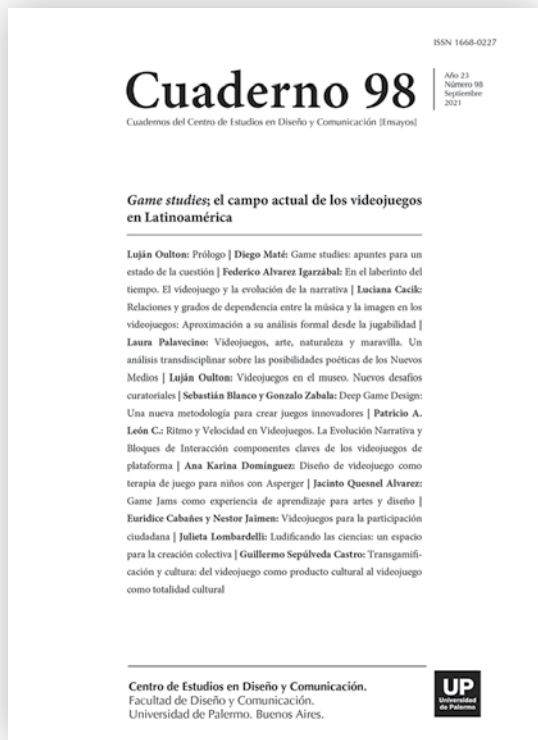 ISSN 1668-0227
Cuaderno 98
Año 23
Número 98
Septiembre
2021
Cuadernos del Centro de Estudios en Diseño y Comunicación [Ensayos]
Game studies; el campo actual de los videojuegos
en Latinoamérica
Luján Oulton: Prólogo | Diego Maté: Game studies: apuntes para un
estado de la cuestión | Federico Alvarez Igarzábal: En el laberinto del
tiempo. El videojuego y la evolución de la narrativa | Luciana Cacik:
Relaciones y grados de dependencia entre la música y la imagen en los
videojuegos: Aproximación a su análisis formal desde la jugabilidad |
Laura Palavecino: Videojuegos, arte, naturaleza y maravilla. Un
análisis transdisciplinar sobre las posibilidades poéticas de los Nuevos
Medios | Luján Oulton: Videojuegos en el museo. Nuevos desafíos
curatoriales | Sebastián Blanco y Gonzalo Zabala: Deep Game Design:
Una nueva metodología para crear juegos innovadores | Patricio A.
León C.: Ritmo y Velocidad en Videojuegos. La Evolución Narrativa y
Bloques de Interacción componentes claves de los videojuegos de
plataforma | Ana Karina Domínguez: Diseño de videojuego como
terapia de juego para niños con Asperger | Jacinto Quesnel Alvarez:
Game Jams como experiencia de aprendizaje para artes y diseño |
Eurídice Cabañes y Nestor Jaimen: Videojuegos para la participación
ciudadana | Julieta Lombardelli: Ludificando las ciencias: un espacio
para la creación colectiva | Guillermo Sepúlveda Castro: Transgamifi-
cación y cultura: del videojuego como producto cultural al videojuego
como totalidad cultural
Centro de Estudios en Diseño y Comunicación.
Facultad de Diseño y Comunicación.
Universidad de Palermo. Buenos Aires.
UP
Universidad
de Palermo